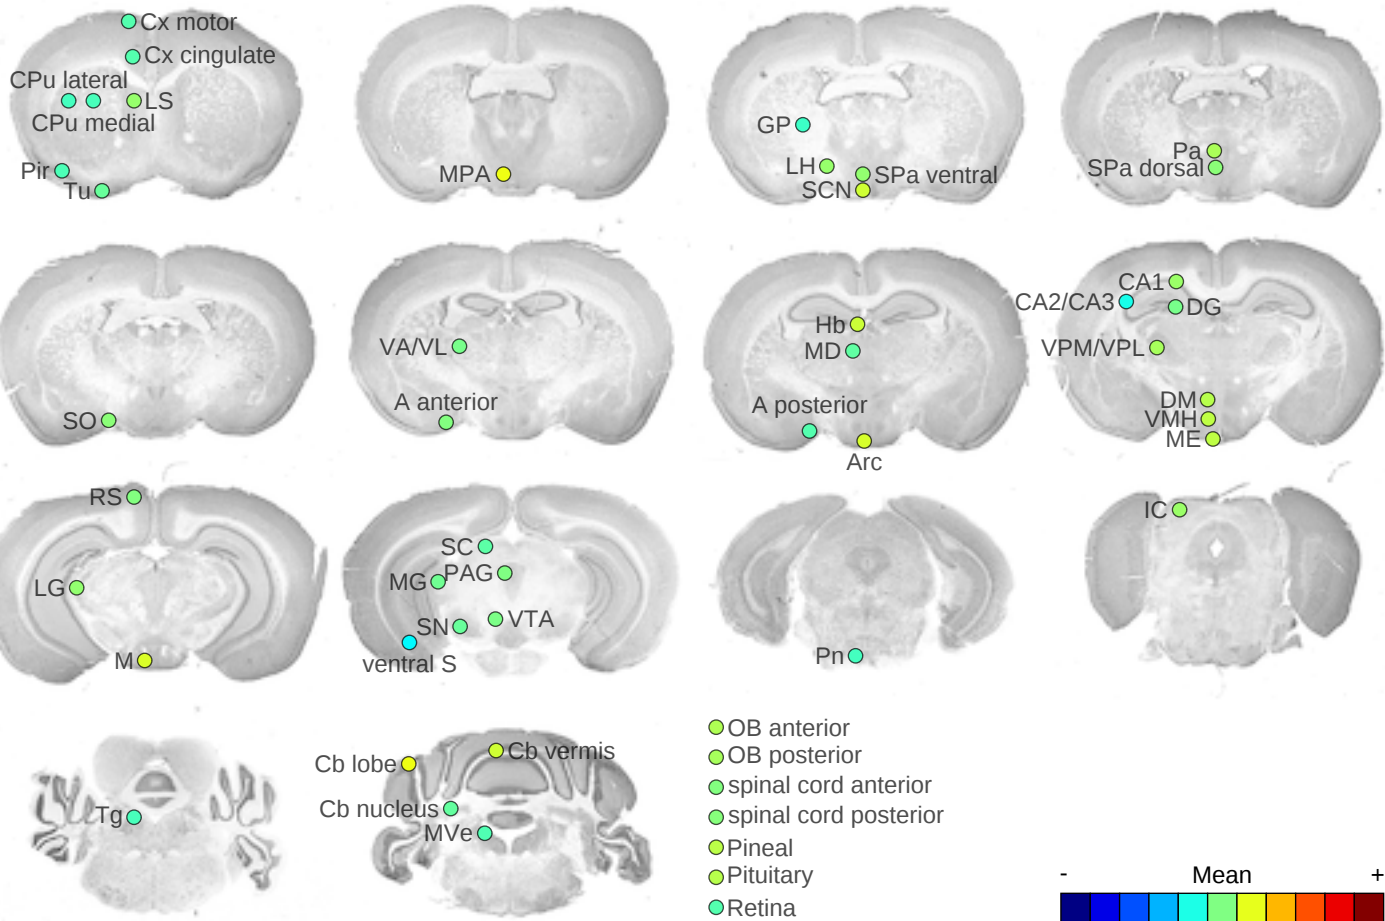 Cx motor
Cx cingulate
CPu lateral
LS
CPu medial
Pir
Tu
MPA
GP
LH
SPa ventral
SCN
Pa
SPa dorsal
SO
VA/VL
A anterior
Hb
MD
A posterior
Arc
CA1
CA2/CA3
DG
VPM/VPL
DM
VMH
ME
RS
LG
M
SC
MG
PAG
SN
VTA
ventral S
Pn
IC
Tg
Cb lobe
Cb vermis
Cb nucleus
MVe
OB anterior
OB posterior
spinal cord anterior
spinal cord posterior
Pineal
Pituitary
Retina
- Mean +